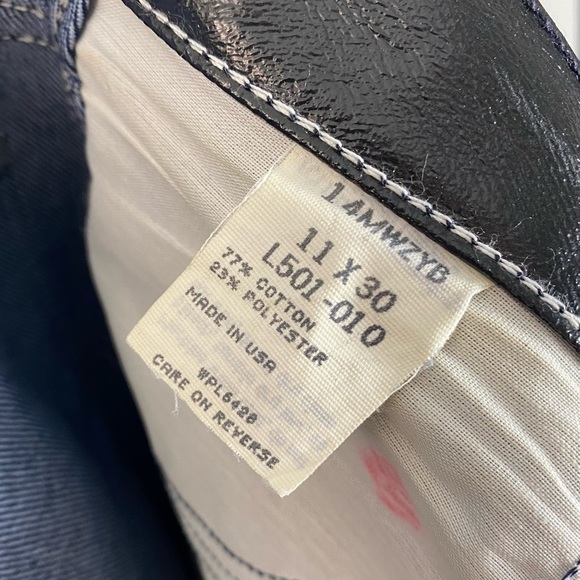 14MWZYB
11 X 30
L501-010
77% COTTON
23% POLYESTER
MADE IN USA
WPL6428
CARE ON REVERSE